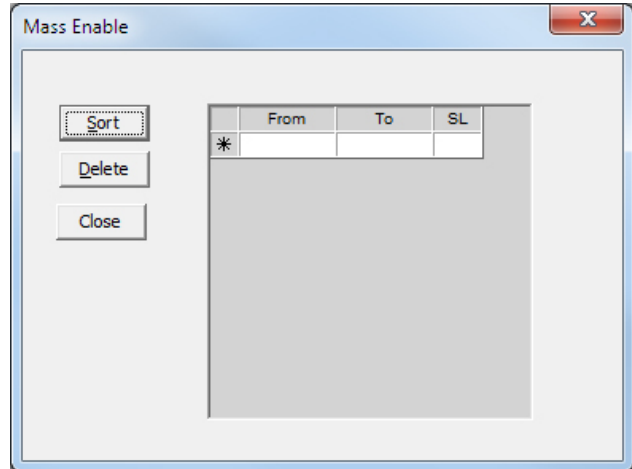 Mass Enable
Sort
Delete
Close
From To SL